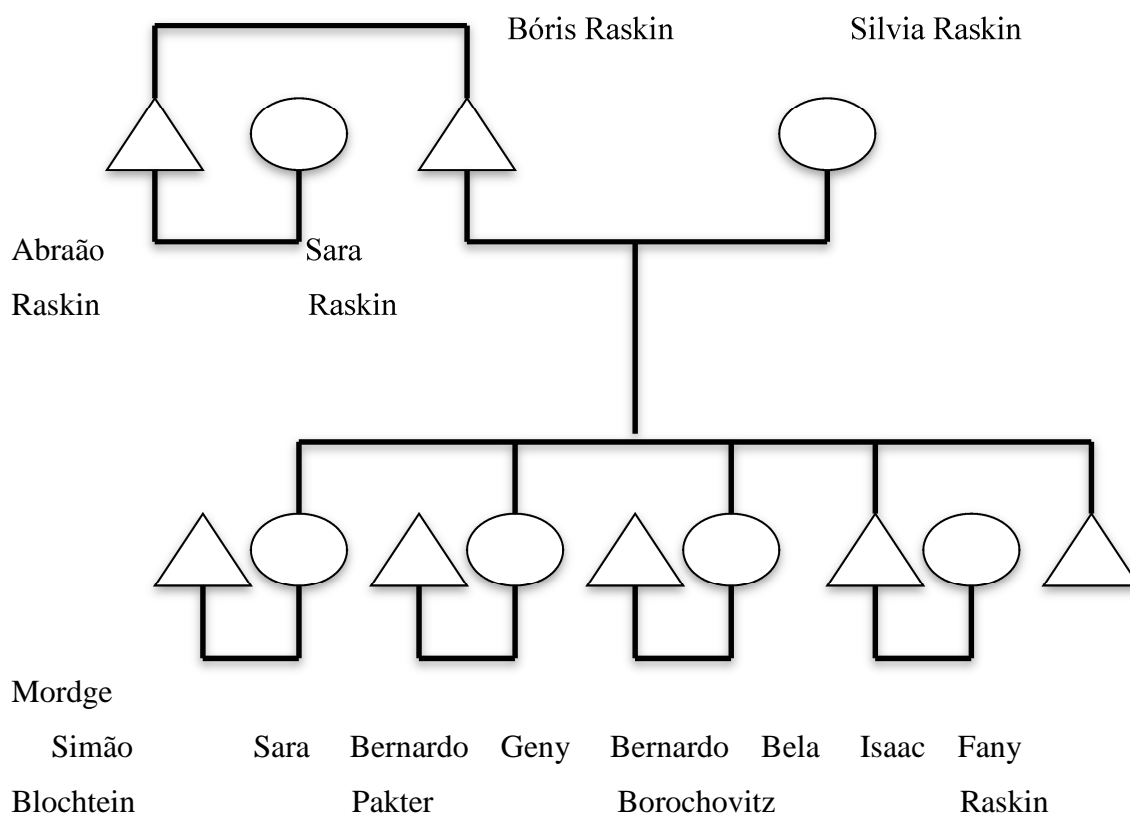 Bóris Raskin Silvia Raskin
Abraão Sara
Raskin Raskin
Mordge
Simão Sara Bernardo Geny Bernardo Bela Isaac Fany
Blochtein Pakter Borochovitz Raskin